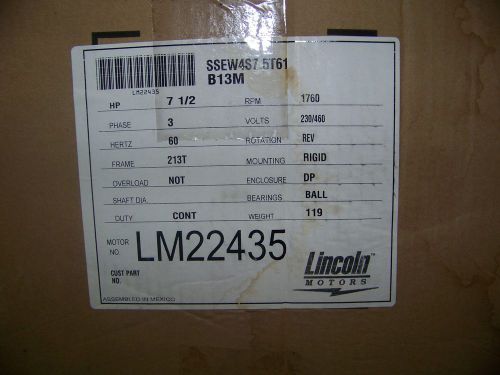 SSEW4S7.5T61
LM22435
B13M
HP 7 1/2 RPM 1760
PHASE 3 VOLTS 230/460
HERTZ 60 ROTATION REV
FRAME 213T MOUNTING RIGID
OVERLOAD NOT ENCLOSURE DP
SHAFT DIA. BEARINGS BALL
DUTY CONT WEIGHT 119
MOTOR NO. LM22435
Lincoln™
MOTORS
CUST PART
NO.
ASSEMBLED IN MEXICO